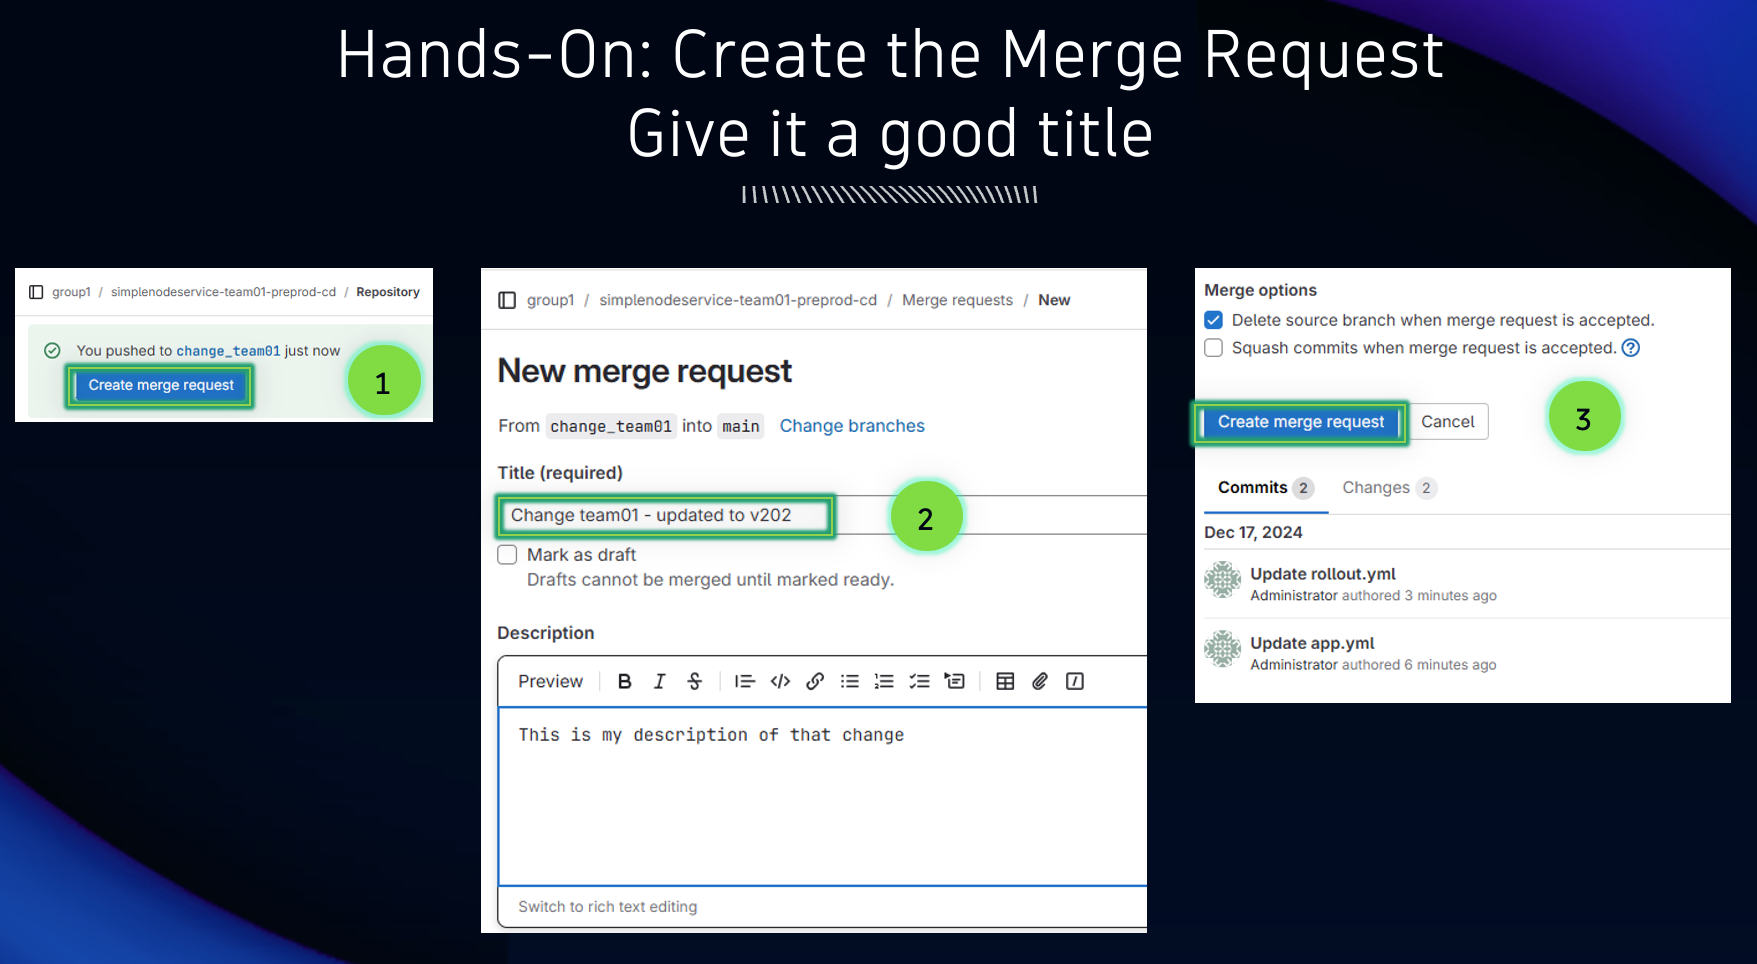 Hands-On: Create the Merge Request
Give it a good title
group1 / simplenodeservice-team01-preprod-cd / Repository
You pushed to change_team01 just now
Create merge request
1
group1 / simplenodeservice-team01-preprod-cd / Merge requests / New
New merge request
From change_team01 into main Change branches
Title (required)
Change team01 - updated to v202
2
Mark as draft
Drafts cannot be merged until marked ready.
Description
Preview B I S
This is my description of that change
Switch to rich text editing
Merge options
Delete source branch when merge request is accepted.
Squash commits when merge request is accepted. ?
Create merge request Cancel
3
Commits 2 Changes 2
Dec 17, 2024
Update rollout.yml
Administrator authored 3 minutes ago
Update app.yml
Administrator authored 6 minutes ago